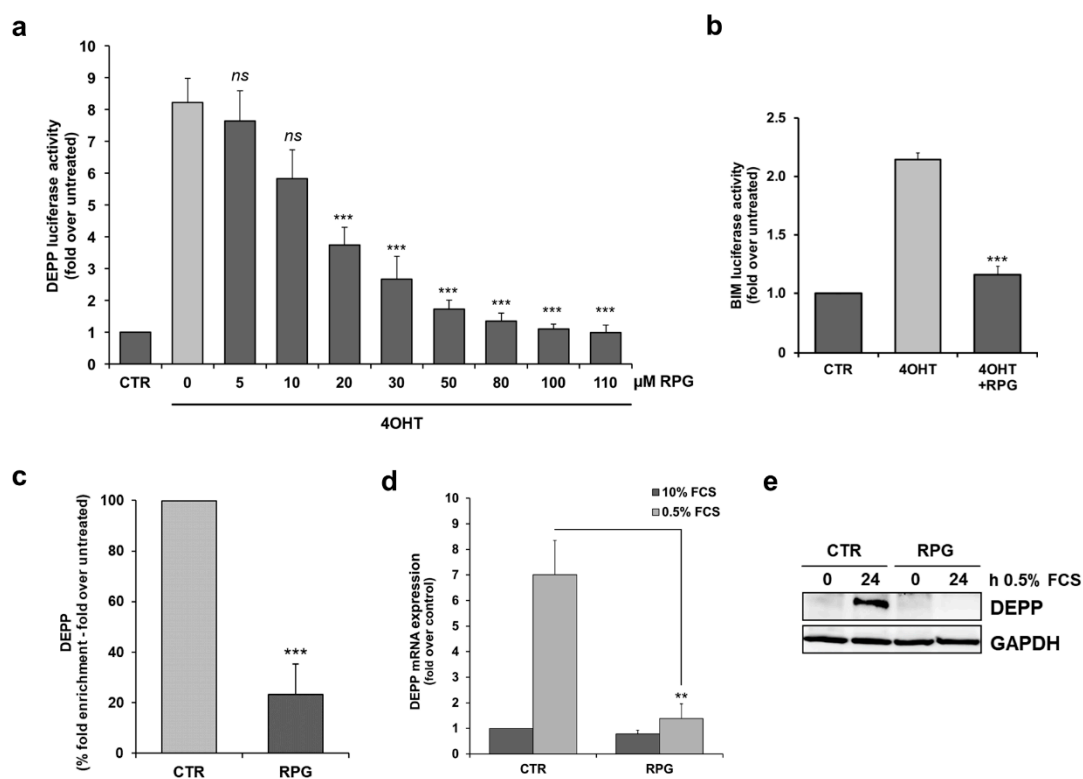 a
DEPP luciferase activity
(fold over untreated)
10
9
8
7
6
5
4
3
2
1
0
ns
ns
***
***
***
***
***
***
CTR 0 5 10 20 30 50 80 100 110 µM RPG
4OHT
b
BIM luciferase activity
(fold over untreated)
2.5
2.0
1.5
1.0
0
***
CTR 4OHT 4OHT
+RPG
c
DEPP
(% fold enrichment - fold over untreated)
100
80
60
40
20
0
***
CTR RPG
d
DEPP mRNA expression
(fold over control)
10
9
8
7
6
5
4
3
2
1
0
10% FCS
0.5% FCS
**
CTR RPG
e
CTR RPG
0 24 0 24 h 0.5% FCS
DEPP
GAPDH